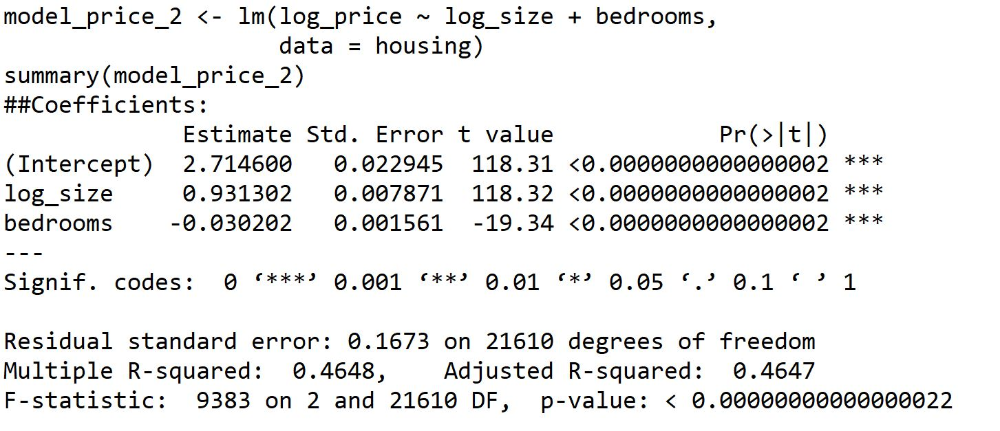 model_price_2 <- lm(log_price ~ log_size + bedrooms,
                    data = housing)
summary(model_price_2)
##Coefficients:
             Estimate Std. Error t value            Pr(>|t|)
(Intercept)  2.714600   0.022945  118.31 <0.0000000000000002 ***
log_size     0.931302   0.007871  118.32 <0.0000000000000002 ***
bedrooms    -0.030202   0.001561  -19.34 <0.0000000000000002 ***
---
Signif. codes:  0 ‘***’ 0.001 ‘**’ 0.01 ‘*’ 0.05 ‘.’ 0.1 ‘ ’ 1

Residual standard error: 0.1673 on 21610 degrees of freedom
Multiple R-squared:  0.4648,    Adjusted R-squared:  0.4647
F-statistic:  9383 on 2 and 21610 DF,  p-value: < 0.00000000000000022